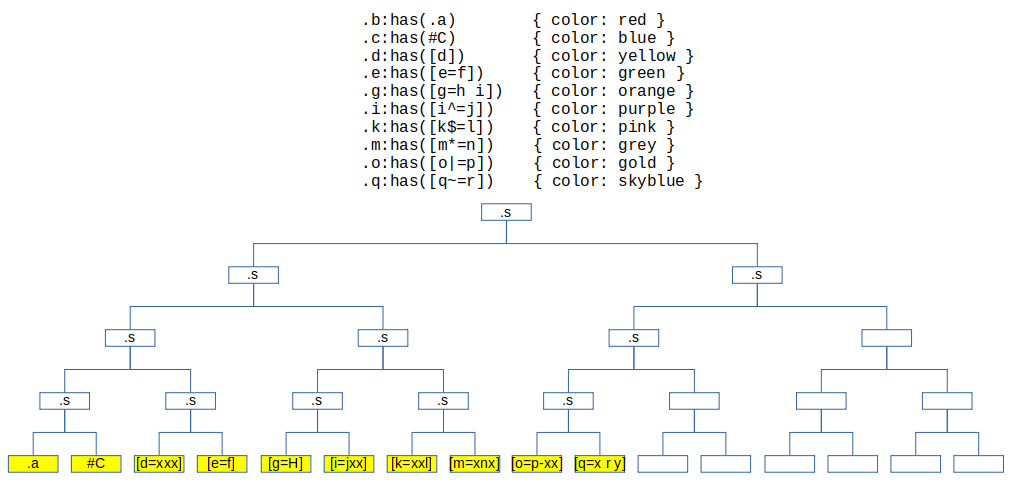 .b:has(.a) { color: red }
.c:has(#C) { color: blue }
.d:has([d]) { color: yellow }
.e:has([e=f]) { color: green }
.g:has([g=h i]) { color: orange }
.i:has([i^=j]) { color: purple }
.k:has([k$=l]) { color: pink }
.m:has([m*=n]) { color: grey }
.o:has([o|=p]) { color: gold }
.q:has([q~=r]) { color: skyblue }
.s
.s .s
.s .s .s
.s .s .s .s .s
.a #C [d=xxx] [e=f] [g=H] [i=jxx] [k=xxl] [m=xnx] [o=p-xx] [q=x r y]